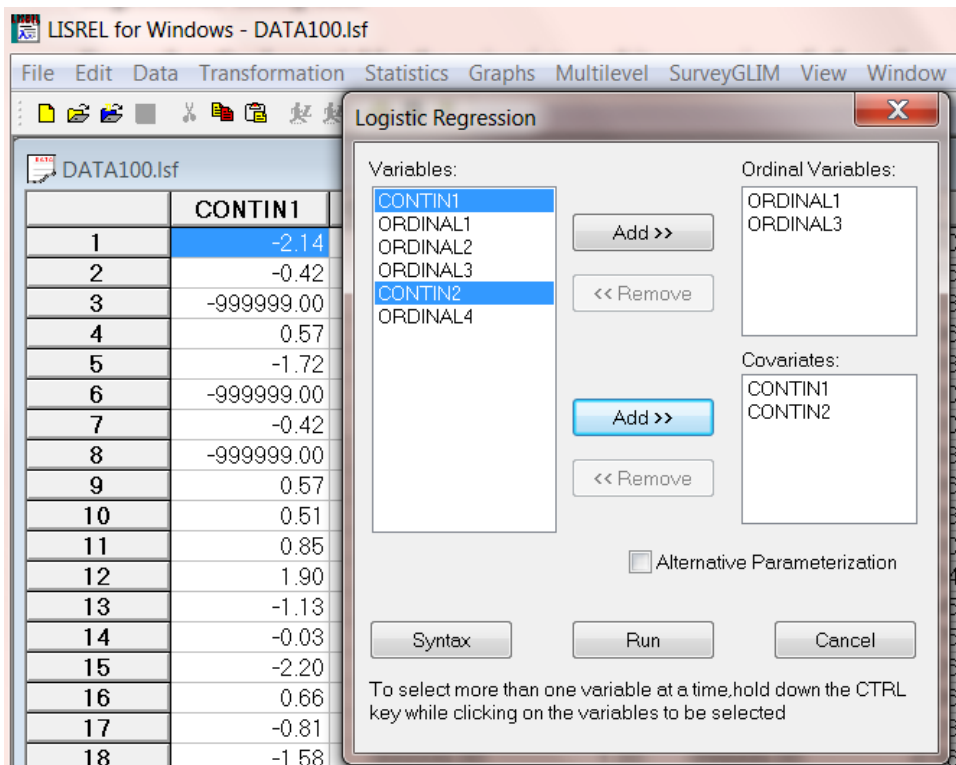 LISREL for Windows - DATA100.lsf
File Edit Data Transformation Statistics Graphs Multilevel SurveyGLIM View Window
DATA100.lsf
CONTIN1
1 -2.14
2 -0.42
3 -999999.00
4 0.57
5 -1.72
6 -999999.00
7 -0.42
8 -999999.00
9 0.57
10 0.51
11 0.85
12 1.90
13 -1.13
14 -0.03
15 -2.20
16 0.66
17 -0.81
18 -1.58
Logistic Regression
Variables:
CONTIN1
ORDINAL1
ORDINAL2
ORDINAL3
CONTIN2
ORDINAL4
Add >>
<< Remove
Ordinal Variables:
ORDINAL1
ORDINAL3
Add >>
<< Remove
Covariates:
CONTIN1
CONTIN2
Alternative Parameterization
Syntax Run Cancel
To select more than one variable at a time,hold down the CTRL
key while clicking on the variables to be selected